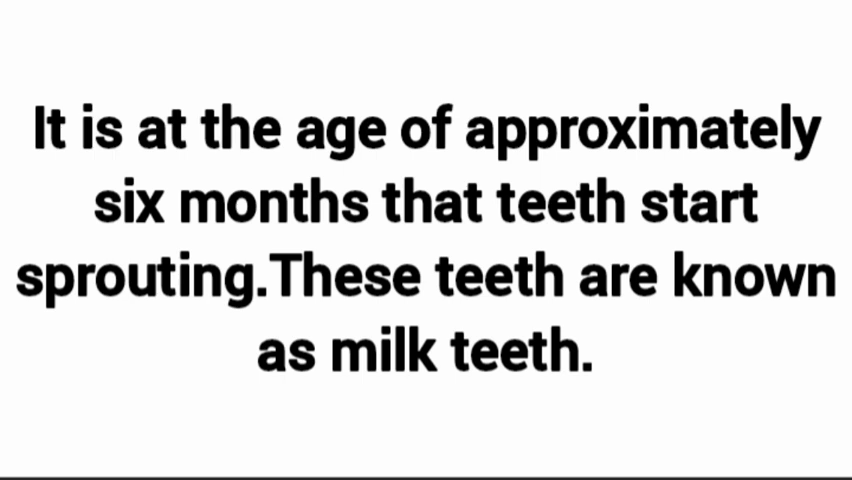 It is at the age of approximately
six months that teeth start
sprouting.These teeth are known
as milk teeth.